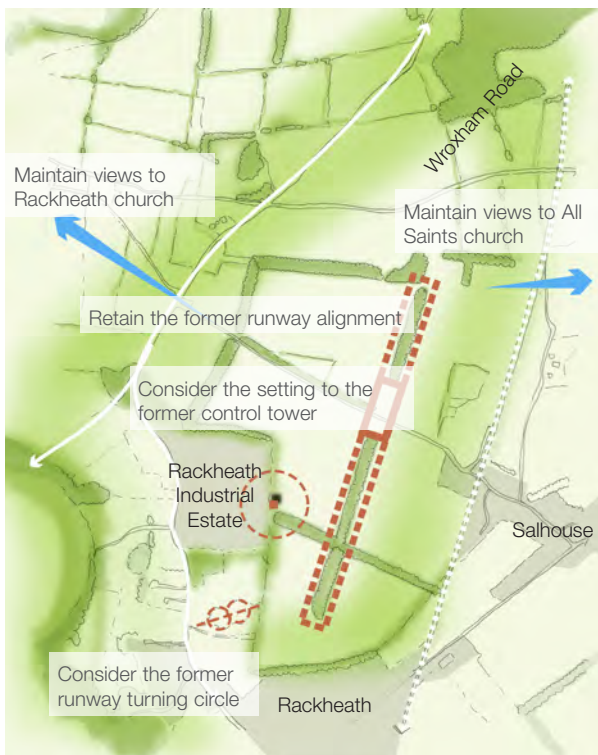 Wroxham Road
Maintain views to
Rackheath church
Maintain views to All
Saints church
Retain the former runway alignment
Consider the setting to the
former control tower
Rackheath
Industrial
Estate
Salhouse
Consider the former
runway turning circle
Rackheath